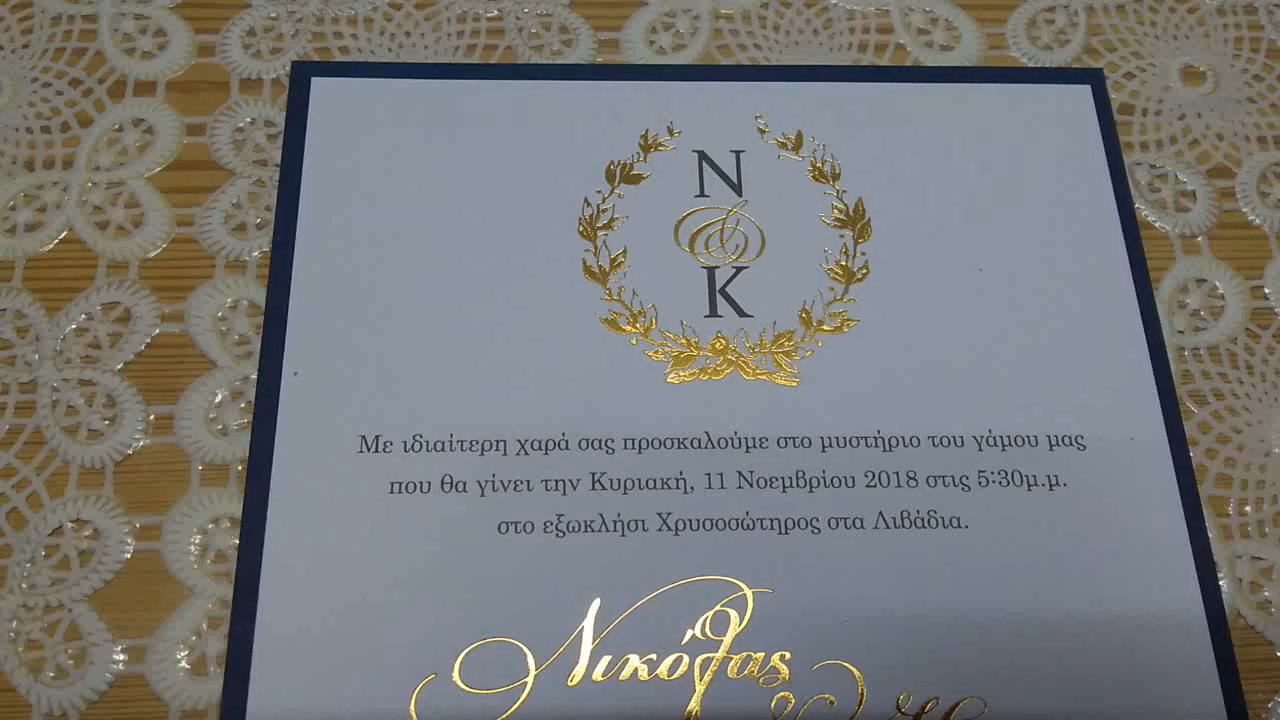 N
&
K
Με ιδιαίτερη χαρά σας προσκαλούμε στο μυστήριο του γάμου μας
που θα γίνει την Κυριακή, 11 Νοεμβρίου 2018 στις 5:30μ.μ.
στο εξωκλήσι Χρυσοσώτηρος στα Λιβάδια.
Νικόλας
&